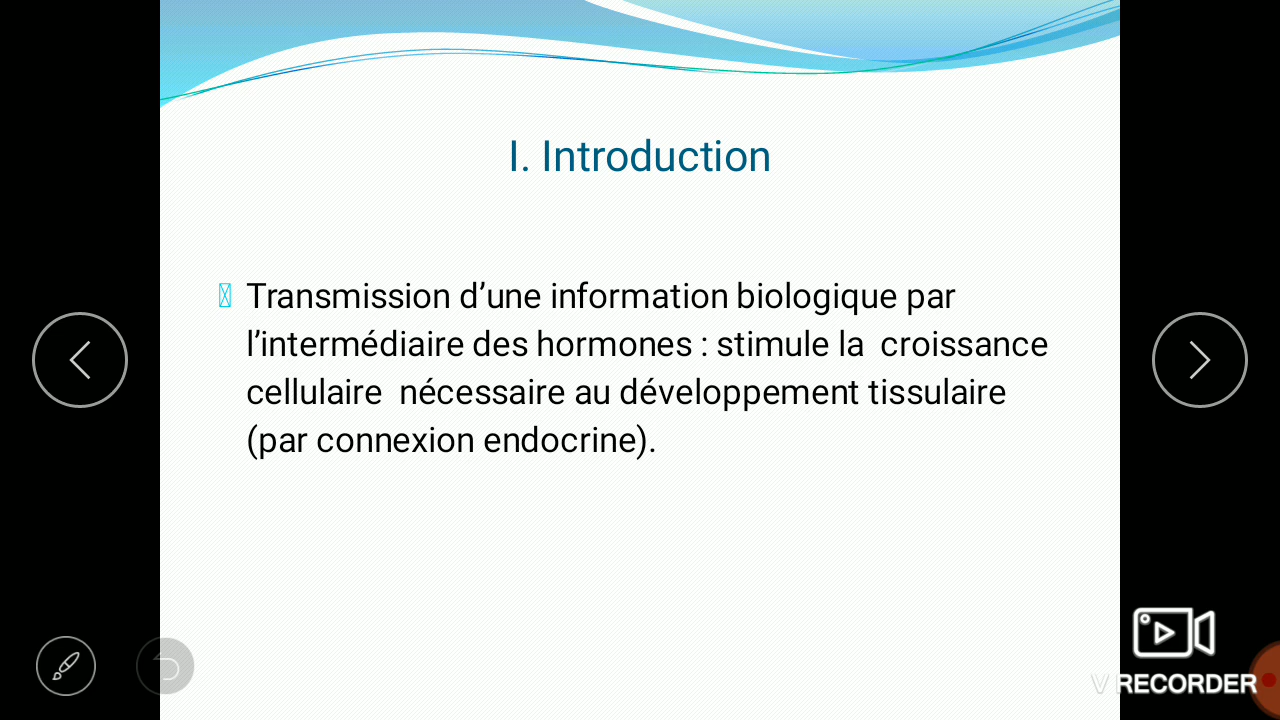 I. Introduction
Transmission d’une information biologique par
l’intermédiaire des hormones : stimule la croissance
cellulaire nécessaire au développement tissulaire
(par connexion endocrine).
V RECORDER